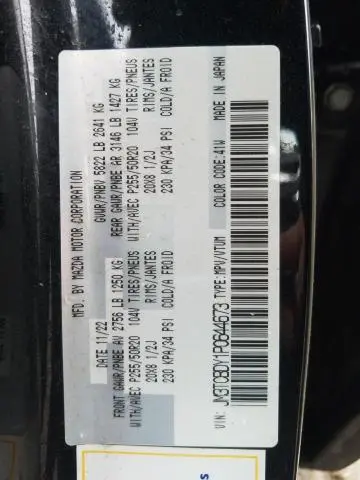 MFD. BY MAZDA MOTOR CORPORATION
GVWR/PNBV 5822 LB 2641 KG
DATE 11/22
FRONT GAWR/PNBE AV 2756 LB 1250 KG REAR GAWR/PNBE AR 3146 LB 1427 KG
WITH/AVEC P255/50R20 104V TIRES/PNEUS WITH/AVEC P255/50R20 104V TIRES/PNEUS
20X8 1/2J RIMS/JANTES 20X8 1/2J RIMS/JANTES
230 KPA/34 PSI COLD/A FROID 230 KPA/34 PSI COLD/A FROID
MADE IN JAPAN
JM3TCBDY1P0644673
VIN: TYPE:MPV/VTUM COLOR CODE:41W